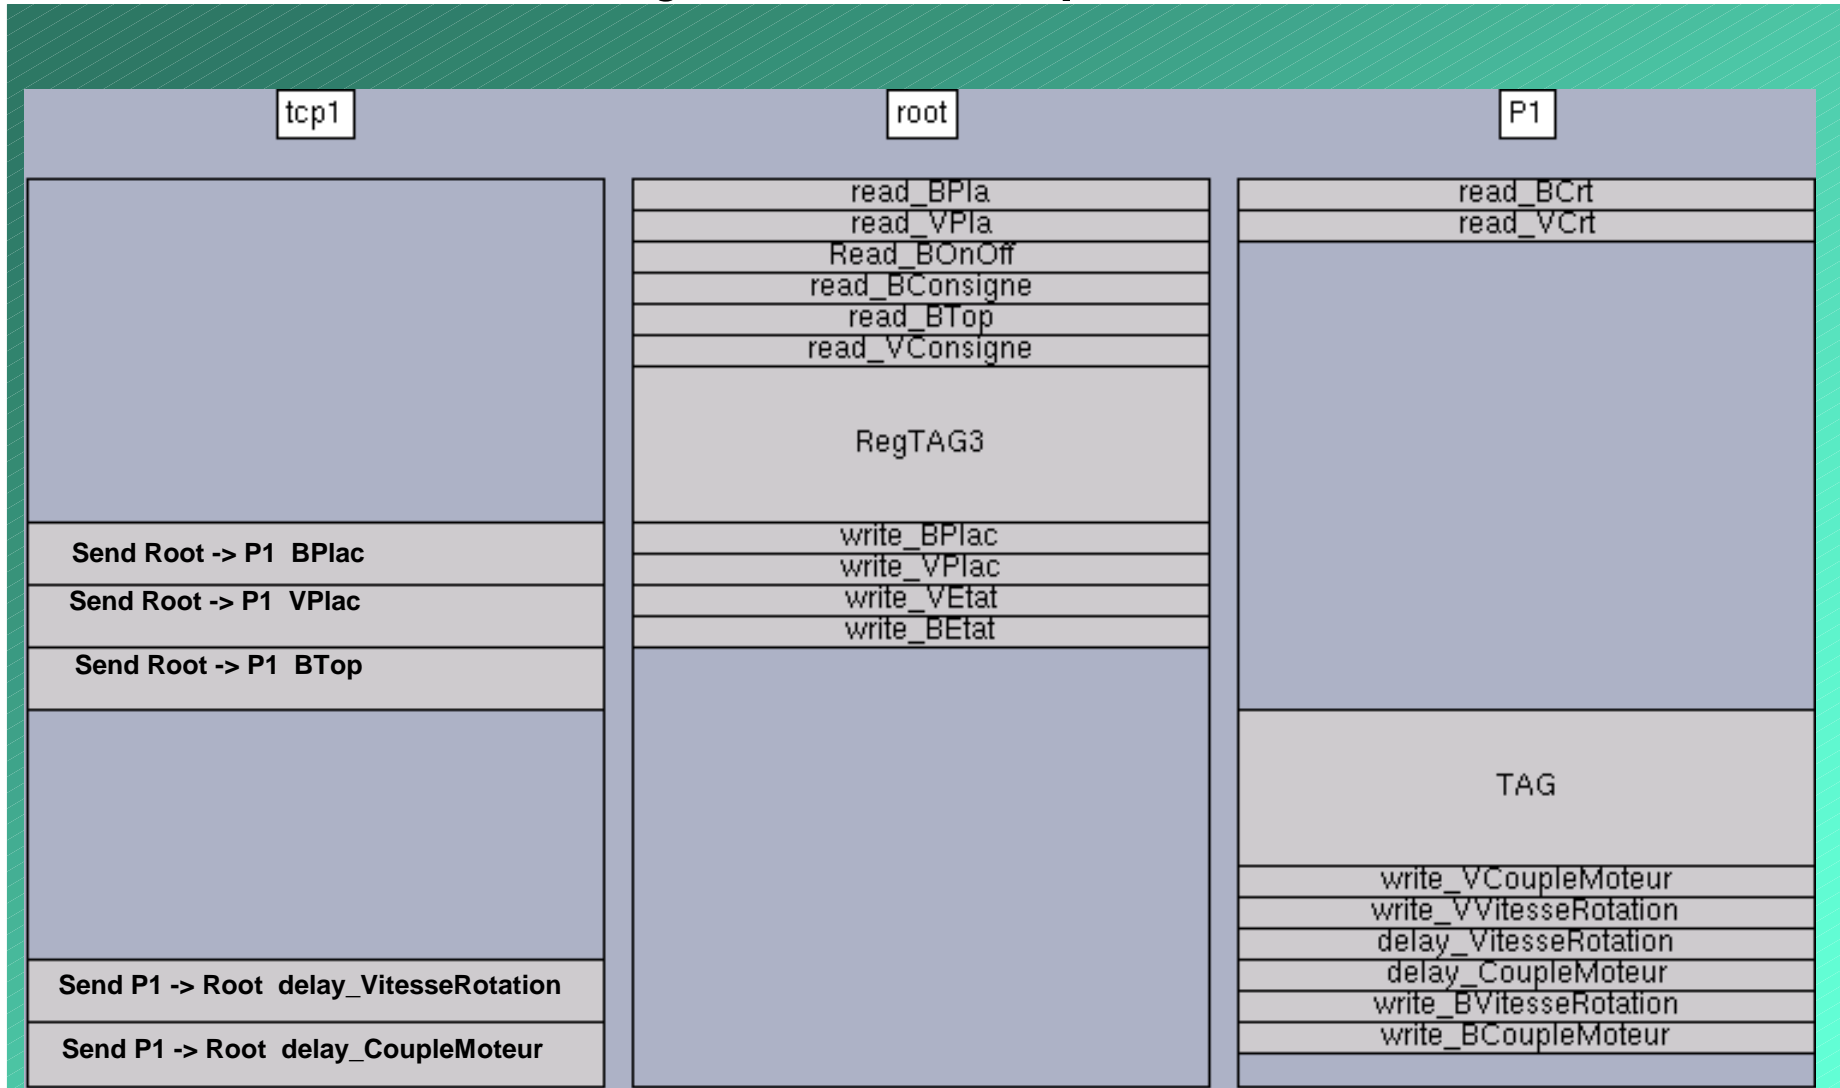 tcp1
root
P1
read_BPla
read_VPla
Read_BOnOff
read_BConsigne
read_BTop
read_VConsigne
RegTAG3
write_BPlac
write_VPlac
write_VEtat
write_BEtat
read_BCrt
read_VCrt
Send Root -> P1 BPlac
Send Root -> P1 VPlac
Send Root -> P1 BTop
TAG
write_VCoupleMoteur
write_VVitesseRotation
delay_VitesseRotation
delay_CoupleMoteur
write_BVitesseRotation
write_BCoupleMoteur
Send P1 -> Root delay_VitesseRotation
Send P1 -> Root delay_CoupleMoteur